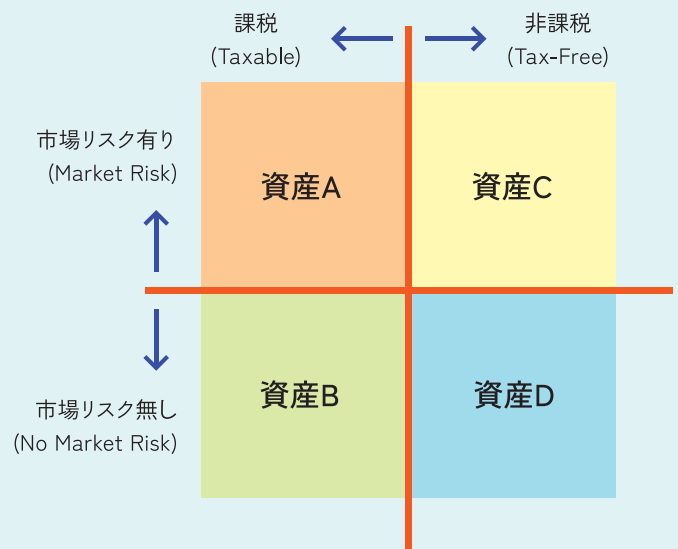 課税
(Taxable)
非課税
(Tax-Free)
市場リスク有り
(Market Risk)
資産A
資産C
市場リスク無し
(No Market Risk)
資産B
資産D